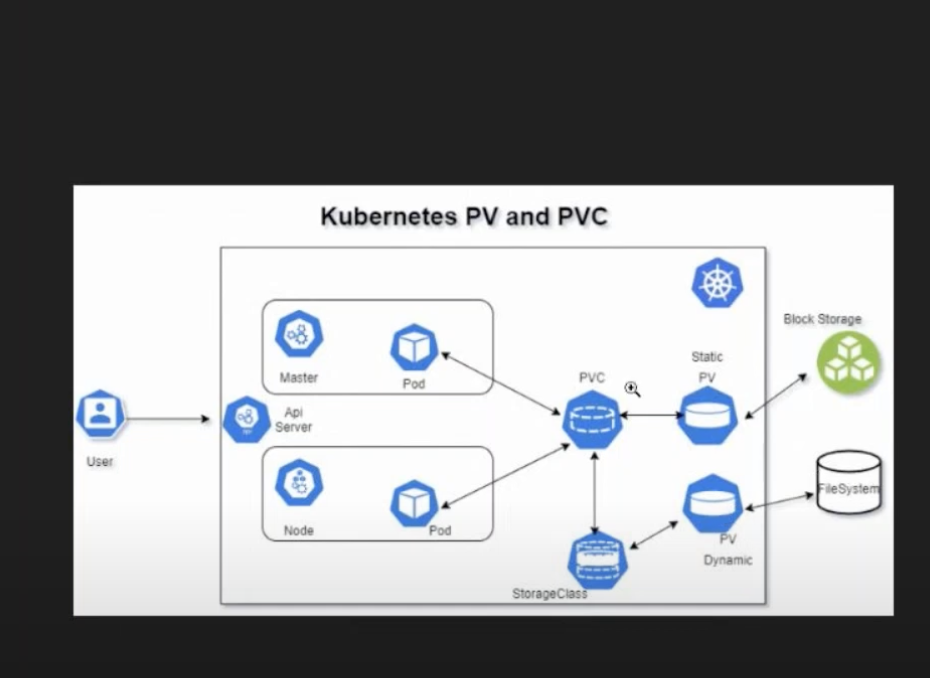 Kubernetes PV and PVC
Block Storage
Static
PV
PVC
Master
Pod
Api
Server
User
FileSystem
Node
Pod
PV
Dynamic
StorageClass